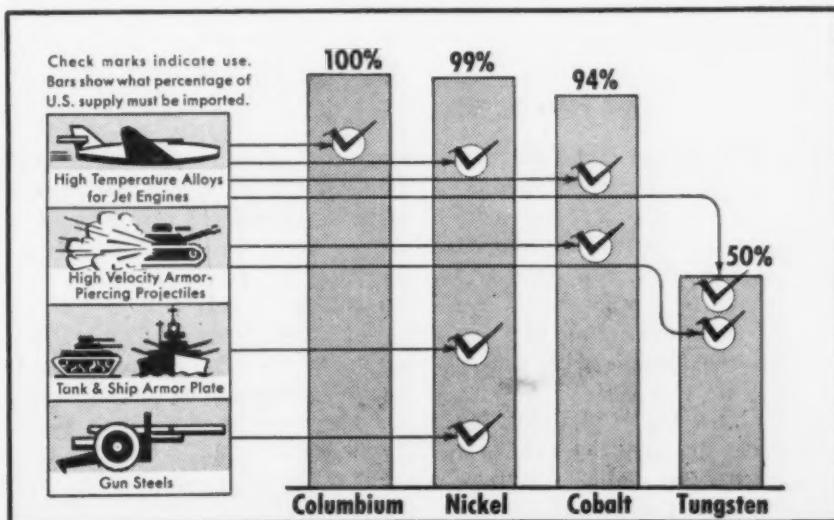 Check marks indicate use.
Bars show what percentage of
U.S. supply must be imported.
100%
99%
94%
50%
High Temperature Alloys
for Jet Engines
High Velocity Armor-
Piercing Projectiles
Tank & Ship Armor Plate
Gun Steels
Columbium
Nickel
Cobalt
Tungsten